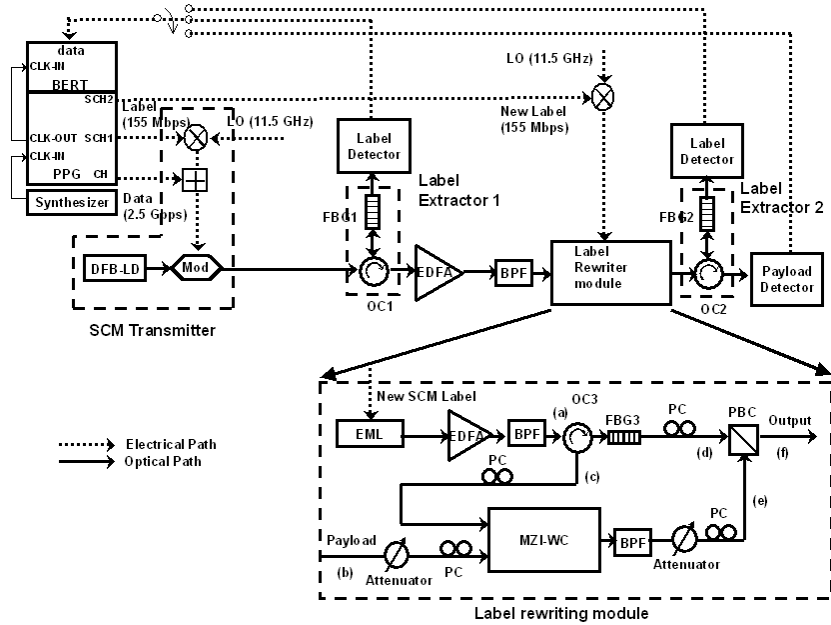 data
CLK-IN
BERT
SCH2
Label
(155 Mbps)
CLK-OUT
SCH1
CLK-IN
PPG
CH
Synthesizer
Data
(2.5 Gbps)
LO (11.5 GHz)
DFB-LD
Mod
SCM Transmitter
Label
Detector
Label
Extractor 1
FBG1
OC1
EDFA
BPF
LO (11.5 GHz)
New Label
(155 Mbps)
Label
Rewriter
module
Label
Detector
Label
Extractor 2
FBG2
OC2
Payload
Detector
Electrical Path
Optical Path
New SCM Label
EML
EDFA
BPF
(a)
OC3
FBG3
PC
PBC
Output
(d)
(f)
PC
(c)
(e)
Payload
(b)
Attenuator
PC
MZI-WC
BPF
Attenuator
PC
Label rewriting module